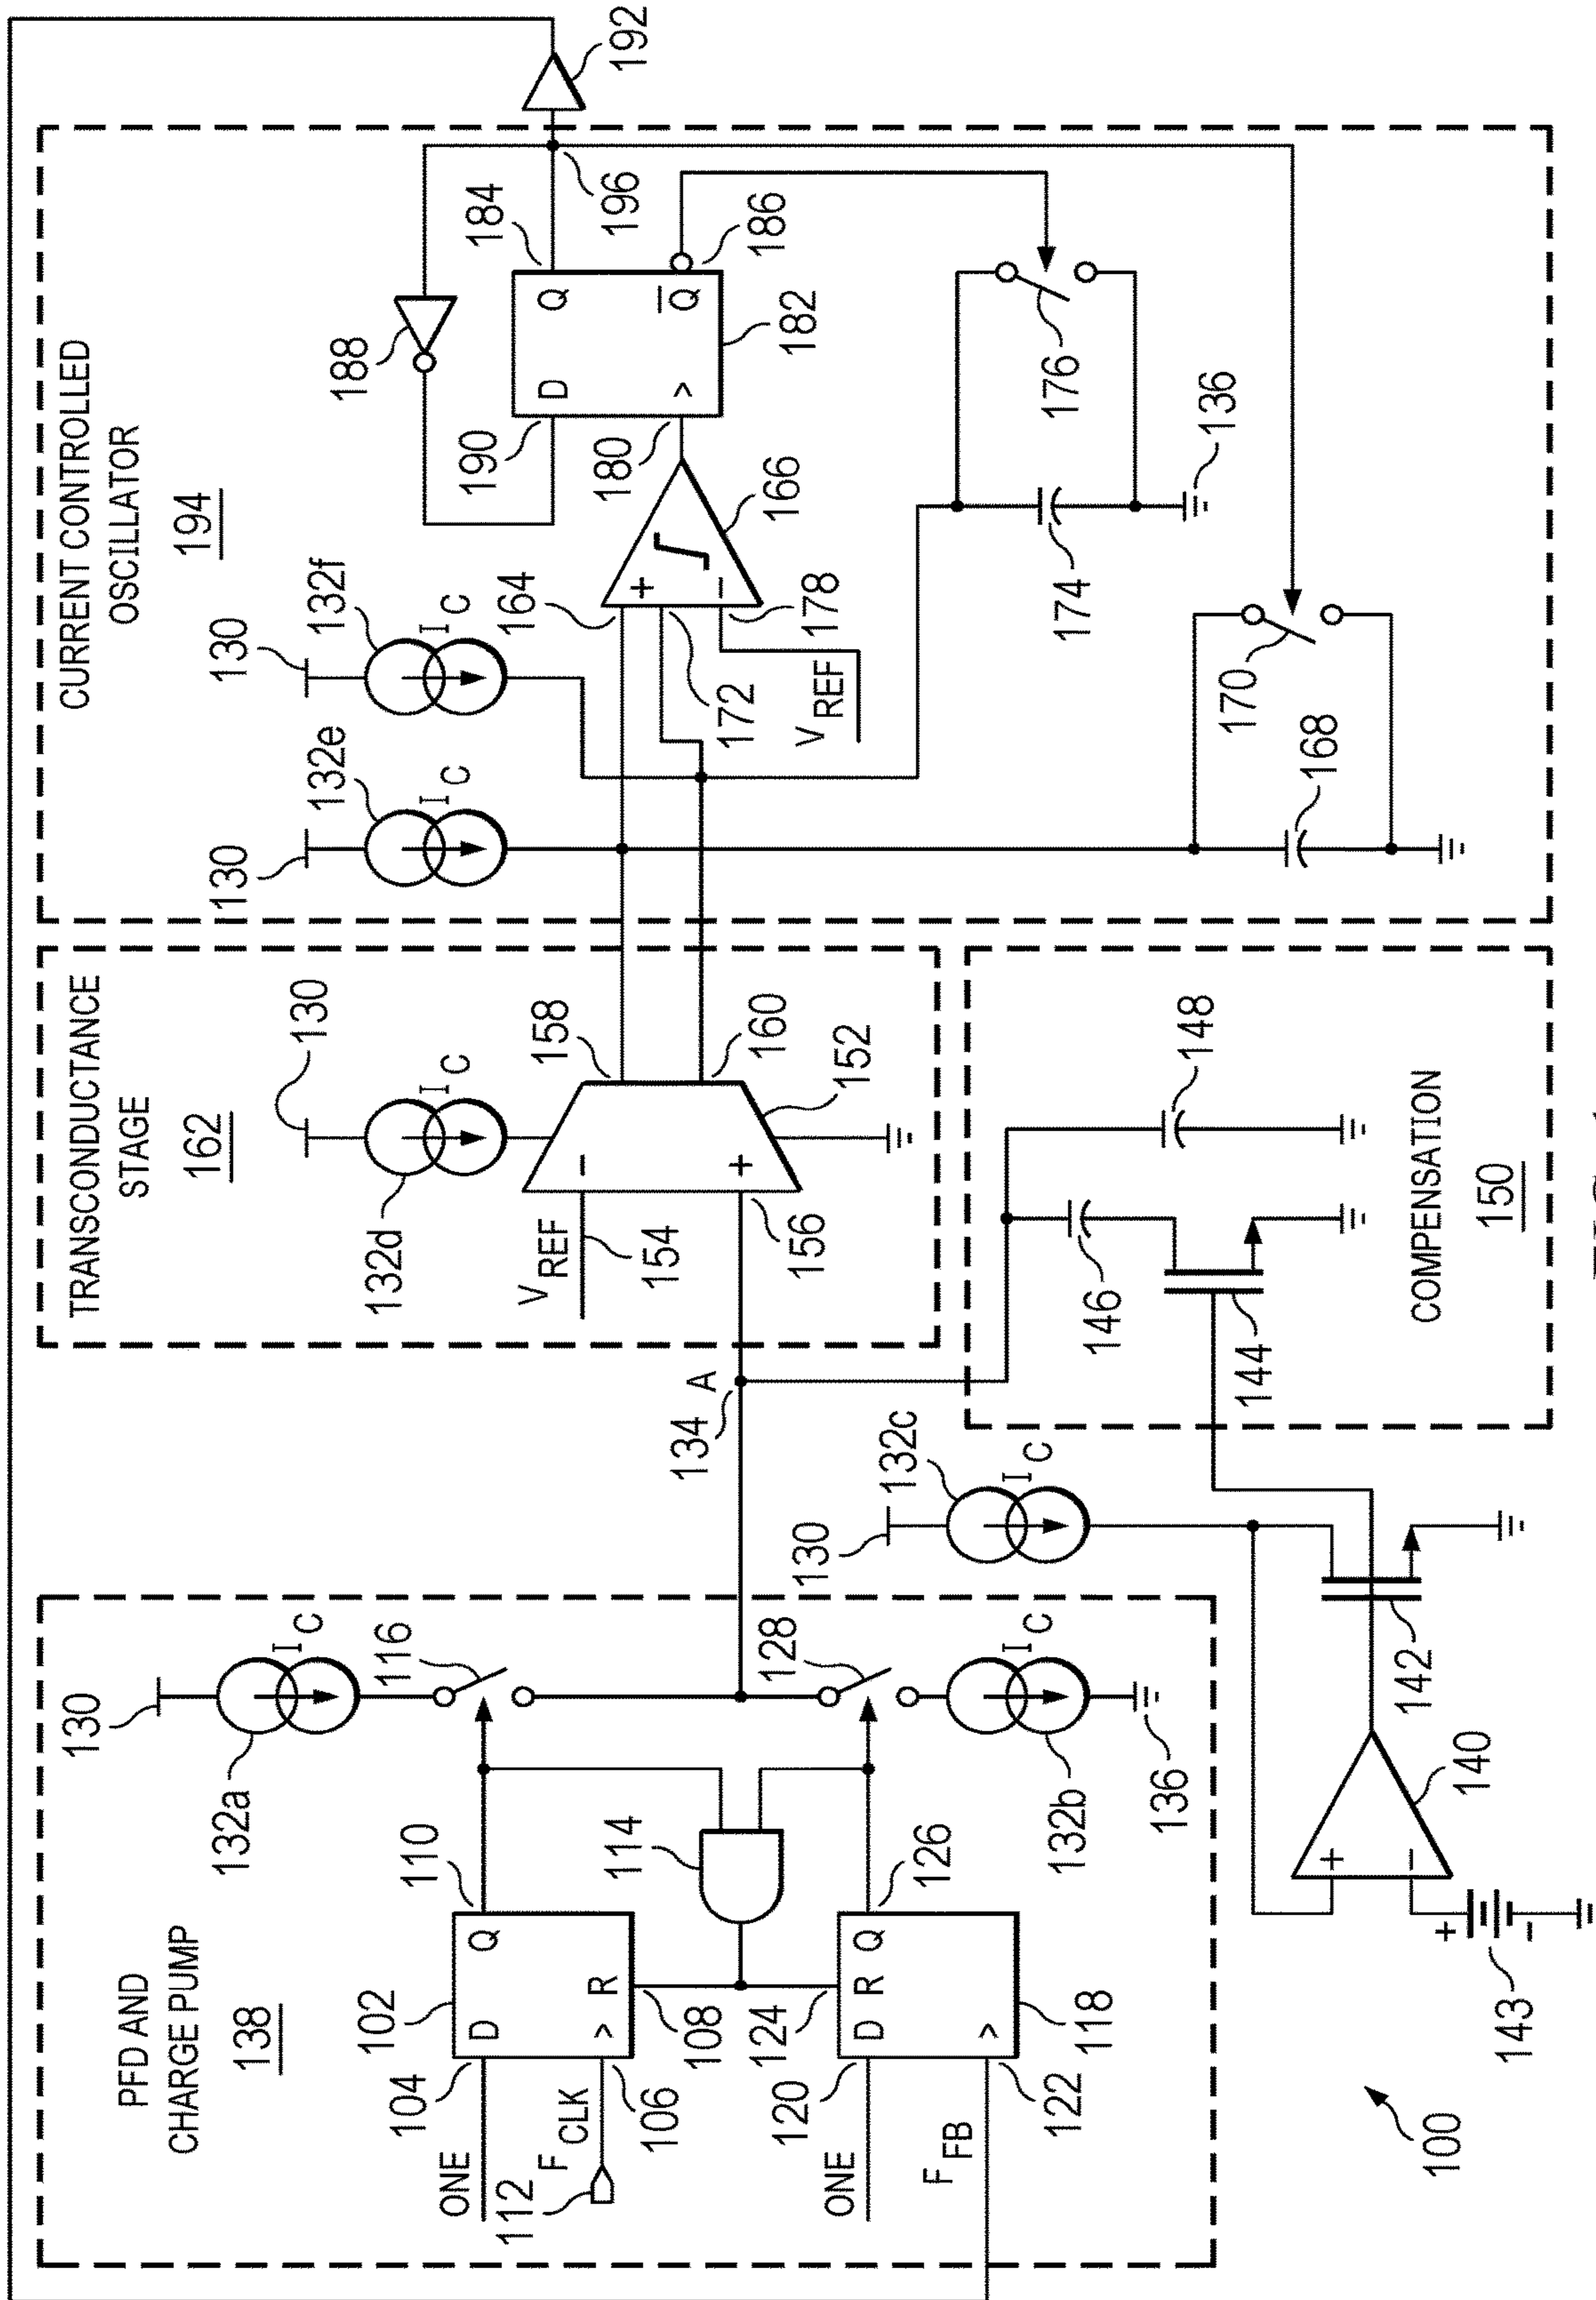 CURRENT CONTROLLED
OSCILLATOR
194
TRANSCONDUCTANCE
STAGE
162
PFD AND
CHARGE PUMP
138
COMPENSATION
150
130
132a
I C
116
110
102
104
D
Q
R
>
ONE
112
F CLK
106
108
114
124
120
D
R
Q
>
ONE
118
122
F FB
126
128
132b
I C
136
134
A
130
132c
I C
142
140
+
-
+
-
143
100
144
146
148
130
132d
I C
V REF
154
156
-
+
158
160
152
130
132e
I C
130
132f
I C
164
172
178
V REF
+
-
166
180
190
D
Q
>
Q
182
184
186
188
196
192
176
174
136
170
168